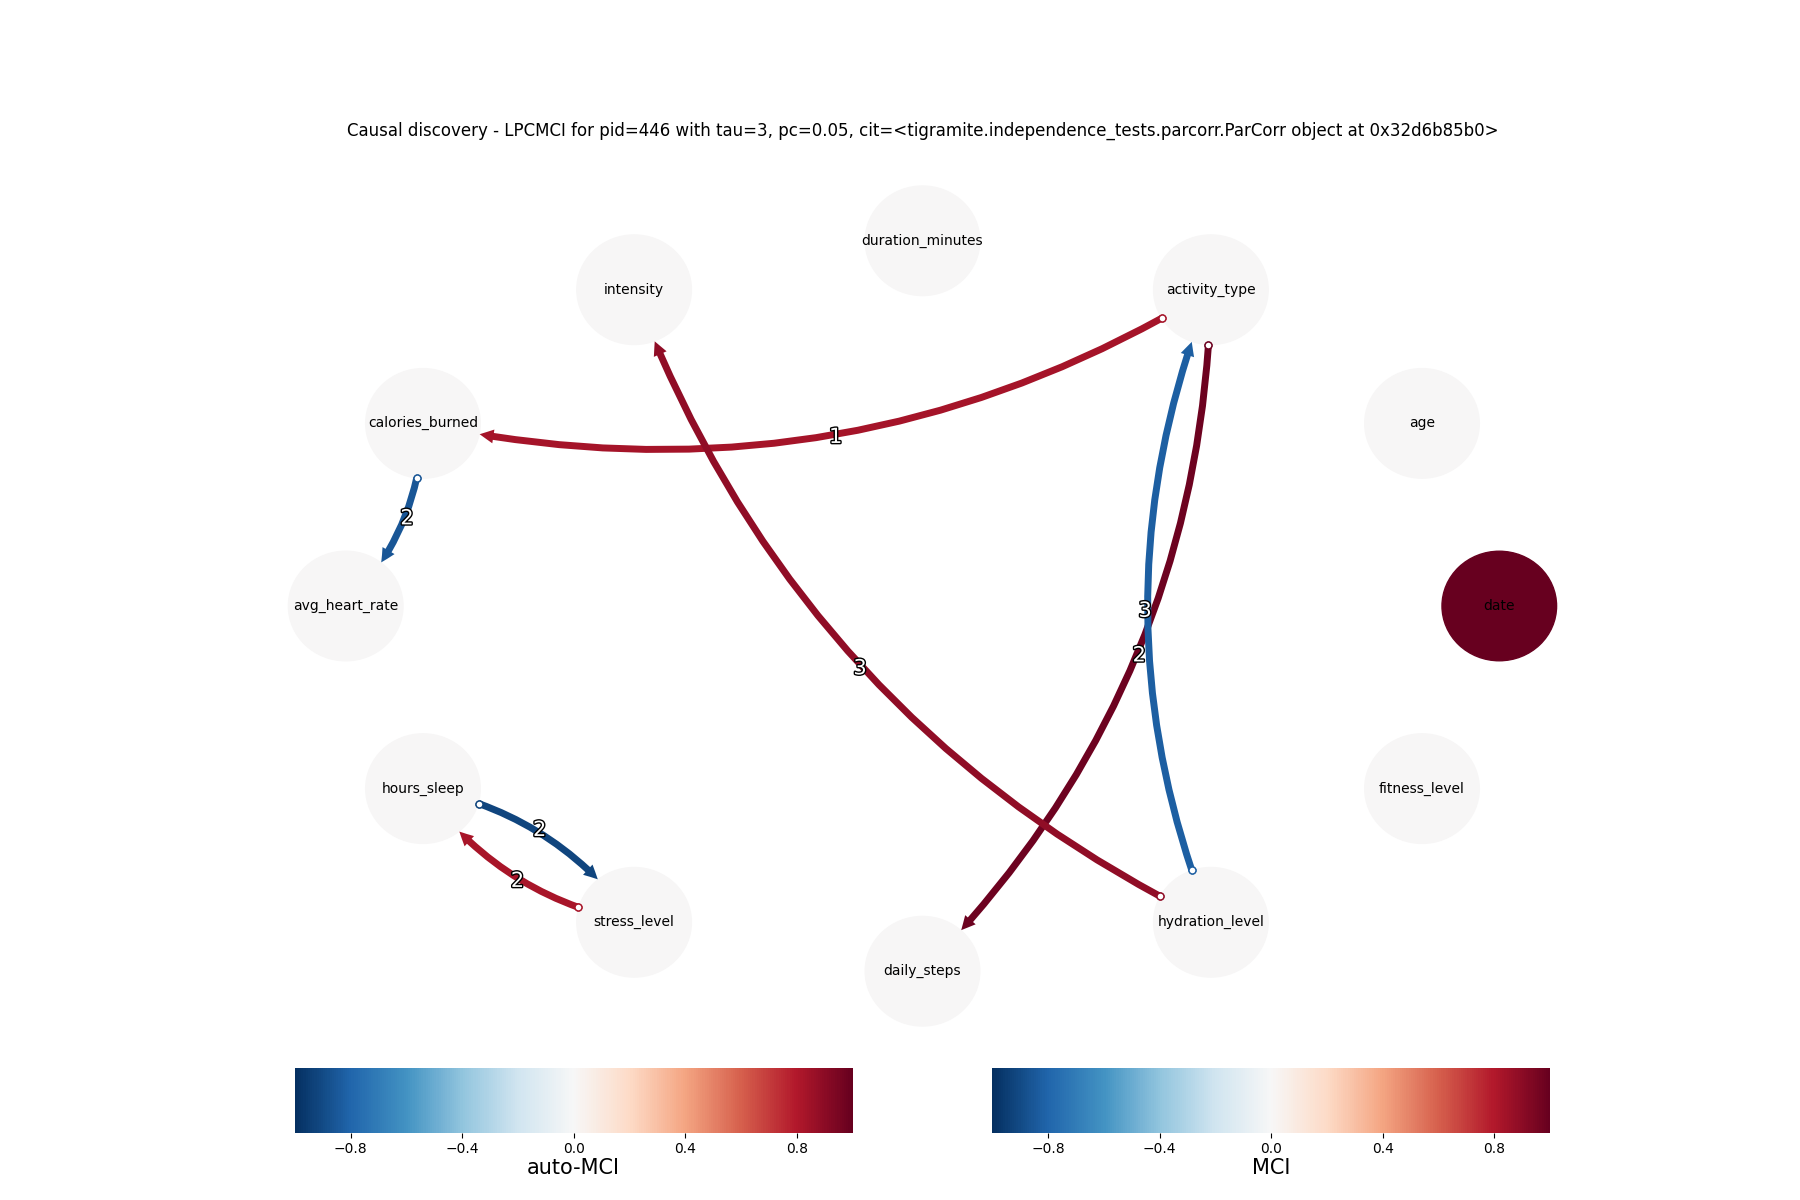 Causal discovery - LPCMCI for pid=446 with tau=3, pc=0.05, cit=<tigramite.independence_tests.parcorr.ParCorr object at 0x32d6b85b0>
duration_minutes
intensity
activity_type
calories_burned
age
1
2
avg_heart_rate
date
3
2
3
hours_sleep
fitness_level
2
2
stress_level
hydration_level
daily_steps
−0.8 −0.4 0.0 0.4 0.8
auto-MCI
−0.8 −0.4 0.0 0.4 0.8
MCI